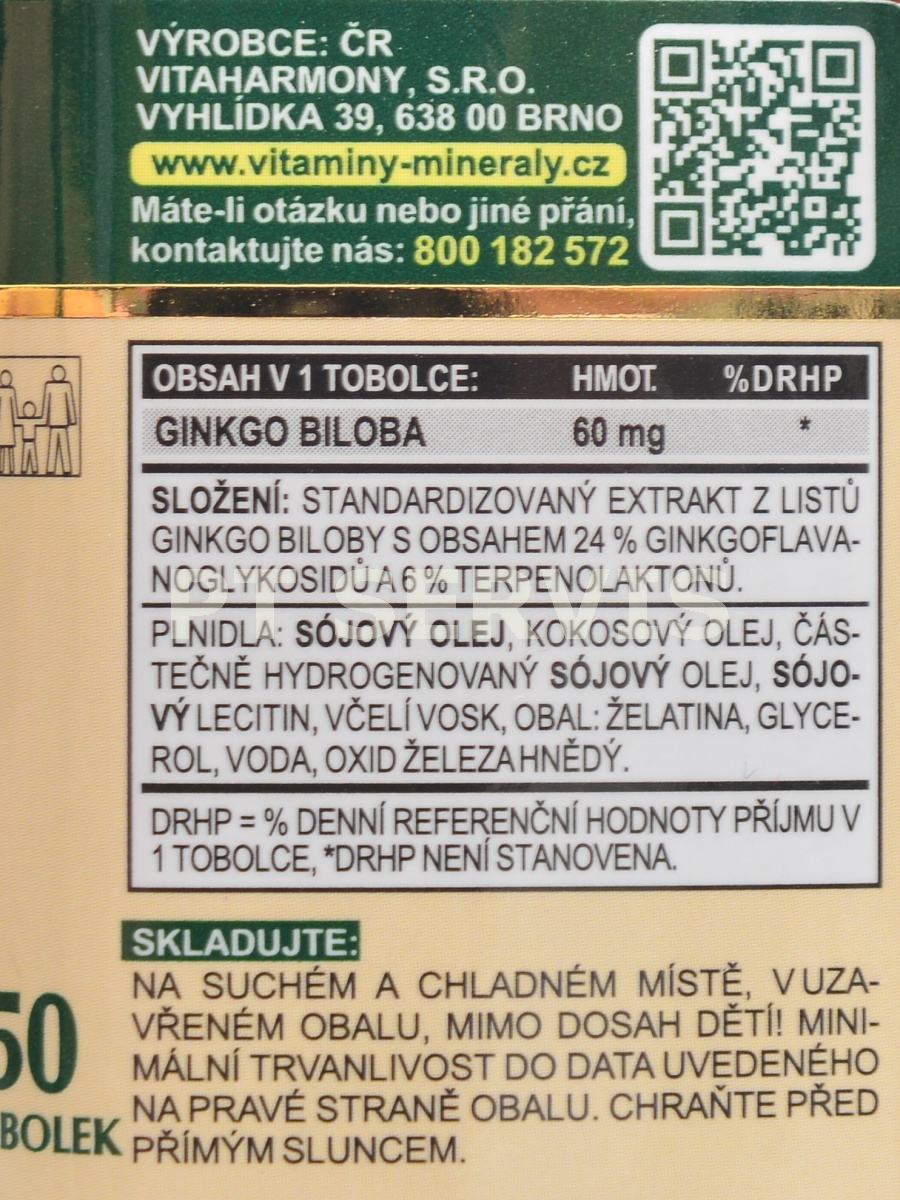 VÝROBCE: ČR
VITAHARMONY, S.R.O.
VYHLÍDKA 39, 638 00 BRNO
www.vitaminy-mineraly.cz
Máte-li otázku nebo jiné přání,
kontaktujte nás: 800 182 572
OBSAH V 1 TOBOLCE: HMOT. %DRHP
GINKGO BILOBA 60 mg *
SLOŽENÍ: STANDARDIZOVANÝ EXTRAKT Z LISTŮ
GINKGO BILOBY S OBSAHEM 24 % GINKGOFLAVA-
NOGLYKOSIDŮ A 6 % TERPENOLAKTONŮ.
PT SERVIS
PLNIDLA: SÓJOVÝ OLEJ, KOKOSOVÝ OLEJ, ČÁS-
TEČNĚ HYDROGENOVANÝ SÓJOVÝ OLEJ, SÓJO-
VÝ LECITIN, VČELÍ VOSK, OBAL: ŽELATINA, GLYCE-
ROL, VODA, OXID ŽELEZA HNĚDÝ.
DRHP = % DENNÍ REFERENČNÍ HODNOTY PŘÍJMU V
1 TOBOLCE, *DRHP NENÍ STANOVENA.
SKLADUJTE:
NA SUCHÉM A CHLADNÉM MÍSTĚ, V UZA-
VŘENÉM OBALU, MIMO DOSAH DĚTÍ! MINI-
MÁLNÍ TRVANLIVOST DO DATA UVEDENÉHO
NA PRAVÉ STRANĚ OBALU. CHRAŇTE PŘED
PŘÍMÝM SLUNCEM.
50
BOLEK